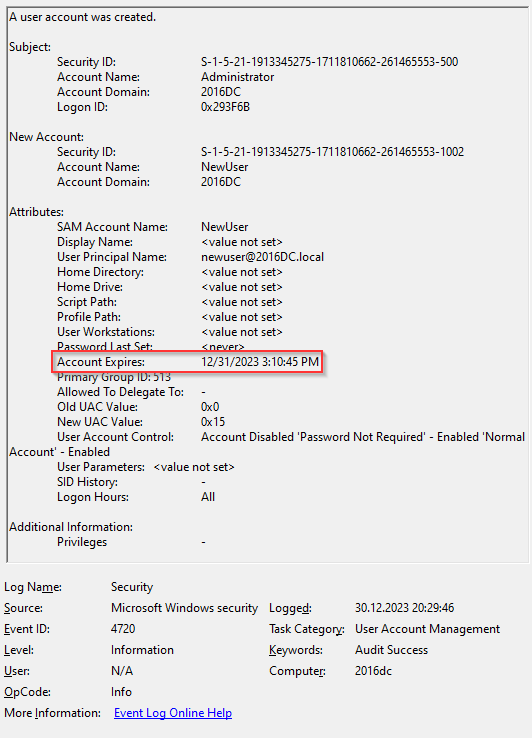 A user account was created.
Subject:
Security ID: S-1-5-21-1913345275-1711810662-261465553-500
Account Name: Administrator
Account Domain: 2016DC
Logon ID: 0x293F6B
New Account:
Security ID: S-1-5-21-1913345275-1711810662-261465553-1002
Account Name: NewUser
Account Domain: 2016DC
Attributes:
SAM Account Name: NewUser
Display Name: <value not set>
User Principal Name: newuser@2016DC.local
Home Directory: <value not set>
Home Drive: <value not set>
Script Path: <value not set>
Profile Path: <value not set>
User Workstations: <value not set>
Password Last Set: <never>
Account Expires: 12/31/2023 3:10:45 PM
Primary Group ID: 513
Allowed To Delegate To: -
Old UAC Value: 0x0
New UAC Value: 0x15
User Account Control: Account Disabled 'Password Not Required' - Enabled 'Normal
Account' - Enabled
User Parameters: <value not set>
SID History: -
Logon Hours: All
Additional Information:
Privileges -
Log Name: Security
Source: Microsoft Windows security Logged: 30.12.2023 20:29:46
Event ID: 4720 Task Category: User Account Management
Level: Information Keywords: Audit Success
User: N/A Computer: 2016dc
OpCode: Info
More Information: Event Log Online Help